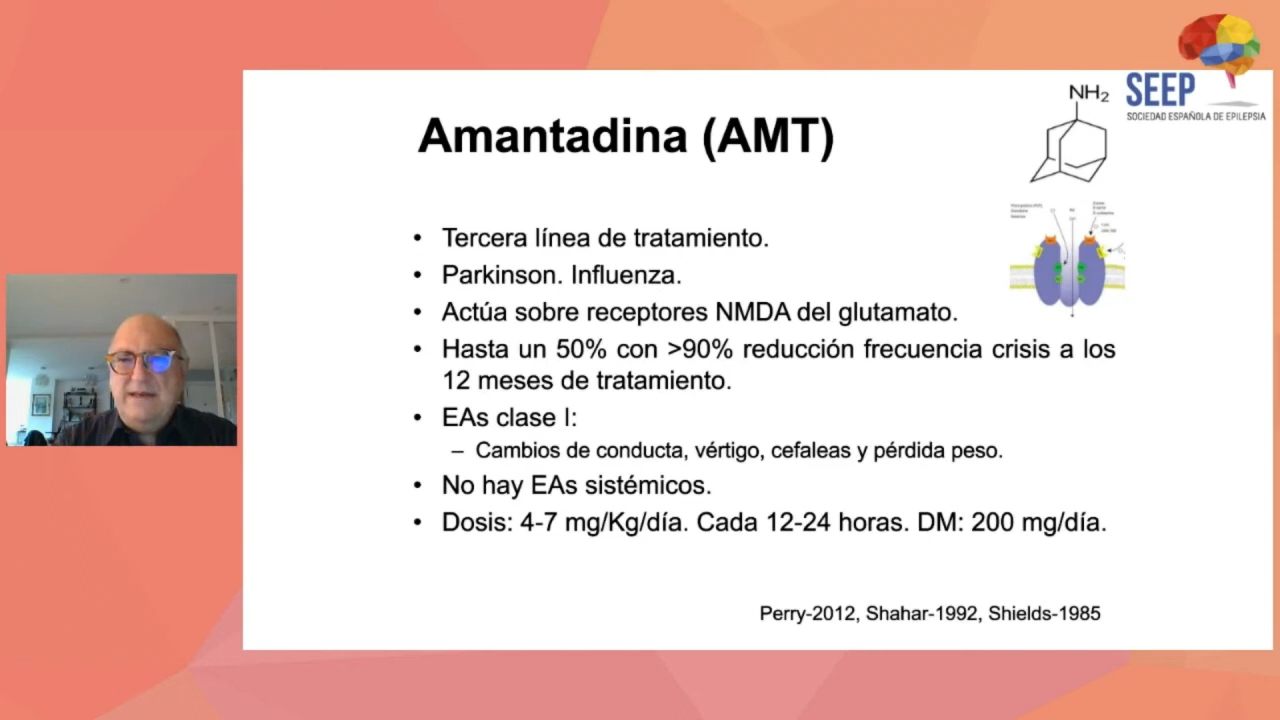 NH2
SEEP
SOCIEDAD ESPAÑOLA DE EPILEPSIA
Amantadina (AMT)
• Tercera línea de tratamiento.
• Parkinson. Influenza.
• Actúa sobre receptores NMDA del glutamato.
• Hasta un 50% con >90% reducción frecuencia crisis a los
12 meses de tratamiento.
• EAs clase I:
– Cambios de conducta, vértigo, cefaleas y pérdida peso.
• No hay EAs sistémicos.
• Dosis: 4-7 mg/Kg/día. Cada 12-24 horas. DM: 200 mg/día.
Perry-2012, Shahar-1992, Shields-1985